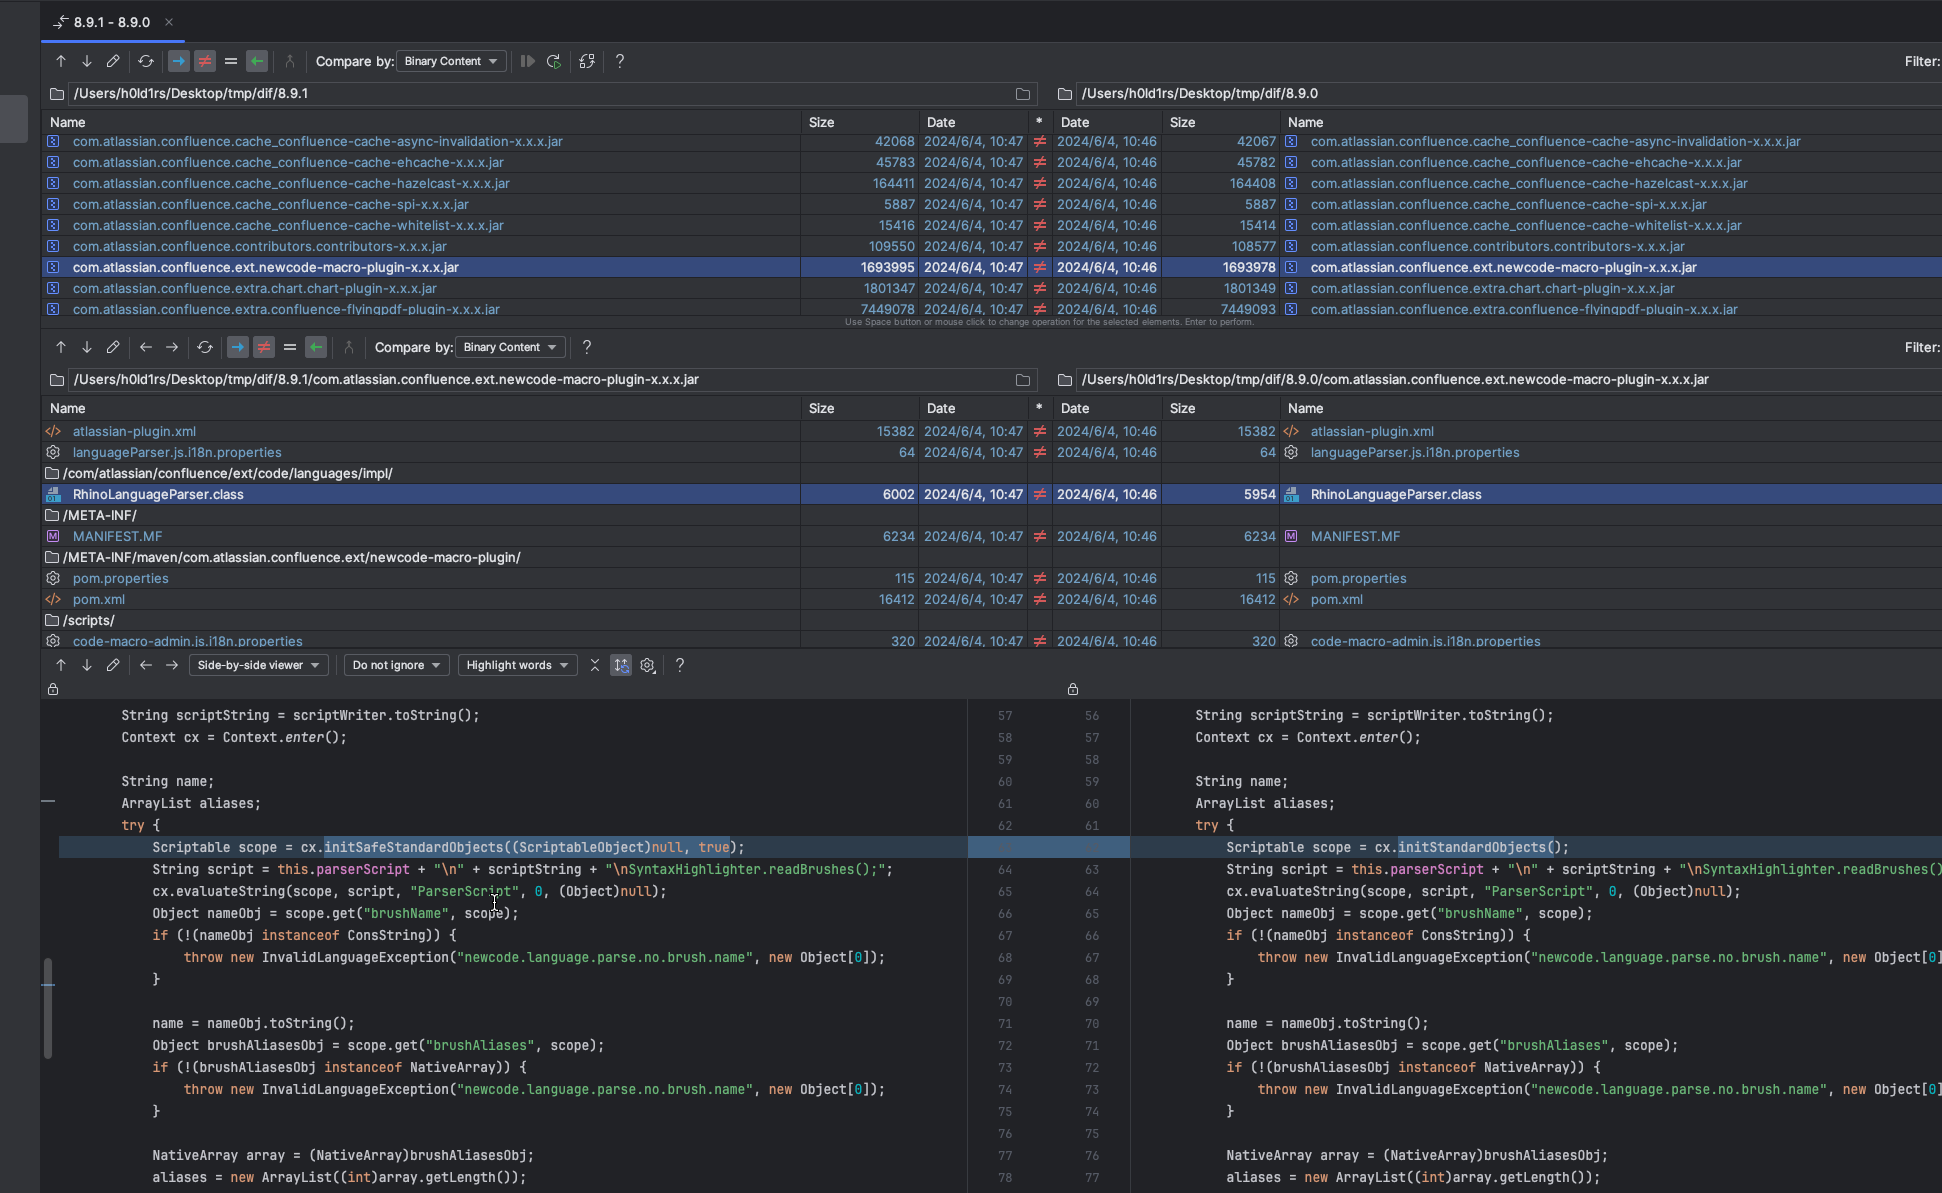 8.9.1 - 8.9.0
Compare by: Binary Content ? Filter:
/Users/h0ld1rs/Desktop/tmp/dif/8.9.1 /Users/h0ld1rs/Desktop/tmp/dif/8.9.0
Name Size Date * Date Size Name
com.atlassian.confluence.cache_confluence-cache-async-invalidation-x.x.x.jar 42068 2024/6/4, 10:47 ≠ 2024/6/4, 10:46 42067 com.atlassian.confluence.cache_confluence-cache-async-invalidation-x.x.x.jar
com.atlassian.confluence.cache_confluence-cache-ehcache-x.x.x.jar 45783 2024/6/4, 10:47 ≠ 2024/6/4, 10:46 45782 com.atlassian.confluence.cache_confluence-cache-ehcache-x.x.x.jar
com.atlassian.confluence.cache_confluence-cache-hazelcast-x.x.x.jar 164411 2024/6/4, 10:47 ≠ 2024/6/4, 10:46 164408 com.atlassian.confluence.cache_confluence-cache-hazelcast-x.x.x.jar
com.atlassian.confluence.cache_confluence-cache-spi-x.x.x.jar 5887 2024/6/4, 10:47 ≠ 2024/6/4, 10:46 5887 com.atlassian.confluence.cache_confluence-cache-spi-x.x.x.jar
com.atlassian.confluence.cache_confluence-cache-whitelist-x.x.x.jar 15416 2024/6/4, 10:47 ≠ 2024/6/4, 10:46 15414 com.atlassian.confluence.cache_confluence-cache-whitelist-x.x.x.jar
com.atlassian.confluence.contributors.contributors-x.x.x.jar 109550 2024/6/4, 10:47 ≠ 2024/6/4, 10:46 108577 com.atlassian.confluence.contributors.contributors-x.x.x.jar
com.atlassian.confluence.ext.newcode-macro-plugin-x.x.x.jar 1693995 2024/6/4, 10:47 ≠ 2024/6/4, 10:46 1693978 com.atlassian.confluence.ext.newcode-macro-plugin-x.x.x.jar
com.atlassian.confluence.extra.chart.chart-plugin-x.x.x.jar 1801347 2024/6/4, 10:47 ≠ 2024/6/4, 10:46 1801349 com.atlassian.confluence.extra.chart.chart-plugin-x.x.x.jar
com.atlassian.confluence.extra.confluence-flyingpdf-plugin-x.x.x.jar 7449078 2024/6/4, 10:47 ≠ 2024/6/4, 10:46 7449093 com.atlassian.confluence.extra.confluence-flyingpdf-plugin-x.x.x.jar
Use Space button or mouse click to change operation for the selected elements. Enter to perform.
Compare by: Binary Content ? Filter:
/Users/h0ld1rs/Desktop/tmp/dif/8.9.1/com.atlassian.confluence.ext.newcode-macro-plugin-x.x.x.jar /Users/h0ld1rs/Desktop/tmp/dif/8.9.0/com.atlassian.confluence.ext.newcode-macro-plugin-x.x.x.jar
Name Size Date * Date Size Name
atlassian-plugin.xml 15382 2024/6/4, 10:47 ≠ 2024/6/4, 10:46 15382 atlassian-plugin.xml
languageParser.js.i18n.properties 64 2024/6/4, 10:47 ≠ 2024/6/4, 10:46 64 languageParser.js.i18n.properties
/com/atlassian/confluence/ext/code/languages/impl/
RhinoLanguageParser.class 6002 2024/6/4, 10:47 ≠ 2024/6/4, 10:46 5954 RhinoLanguageParser.class
/META-INF/
MANIFEST.MF 6234 2024/6/4, 10:47 ≠ 2024/6/4, 10:46 6234 MANIFEST.MF
/META-INF/maven/com.atlassian.confluence.ext/newcode-macro-plugin/
pom.properties 115 2024/6/4, 10:47 ≠ 2024/6/4, 10:46 115 pom.properties
pom.xml 16412 2024/6/4, 10:47 ≠ 2024/6/4, 10:46 16412 pom.xml
/scripts/
code-macro-admin.js.i18n.properties 320 2024/6/4, 10:47 ≠ 2024/6/4, 10:46 320 code-macro-admin.js.i18n.properties
Side-by-side viewer Do not ignore Highlight words ?
String scriptString = scriptWriter.toString(); 57 56 String scriptString = scriptWriter.toString();
Context cx = Context.enter(); 58 57 Context cx = Context.enter();
59 58
String name; 60 59 String name;
ArrayList aliases; 61 60 ArrayList aliases;
try { 62 61 try {
Scriptable scope = cx.initSafeStandardObjects((ScriptableObject)null, true); Scriptable scope = cx.initStandardObjects();
String script = this.parserScript + "\n" + scriptString + "\nSyntaxHighlighter.readBrushes();"; 64 63 String script = this.parserScript + "\n" + scriptString + "\nSyntaxHighlighter.readBrushes()
cx.evaluateString(scope, script, "ParserScript", 0, (Object)null); 65 64 cx.evaluateString(scope, script, "ParserScript", 0, (Object)null);
Object nameObj = scope.get("brushName", scope); 66 65 Object nameObj = scope.get("brushName", scope);
if (!(nameObj instanceof ConsString)) { 67 66 if (!(nameObj instanceof ConsString)) {
throw new InvalidLanguageException("newcode.language.parse.no.brush.name", new Object[0]); 68 67 throw new InvalidLanguageException("newcode.language.parse.no.brush.name", new Object[0]
} 69 68 }
70 69
name = nameObj.toString(); 71 70 name = nameObj.toString();
Object brushAliasesObj = scope.get("brushAliases", scope); 72 71 Object brushAliasesObj = scope.get("brushAliases", scope);
if (!(brushAliasesObj instanceof NativeArray)) { 73 72 if (!(brushAliasesObj instanceof NativeArray)) {
throw new InvalidLanguageException("newcode.language.parse.no.brush.name", new Object[0]); 74 73 throw new InvalidLanguageException("newcode.language.parse.no.brush.name", new Object[0]
} 75 74 }
76 75
NativeArray array = (NativeArray)brushAliasesObj; 77 76 NativeArray array = (NativeArray)brushAliasesObj;
aliases = new ArrayList((int)array.getLength()); 78 77 aliases = new ArrayList((int)array.getLength());